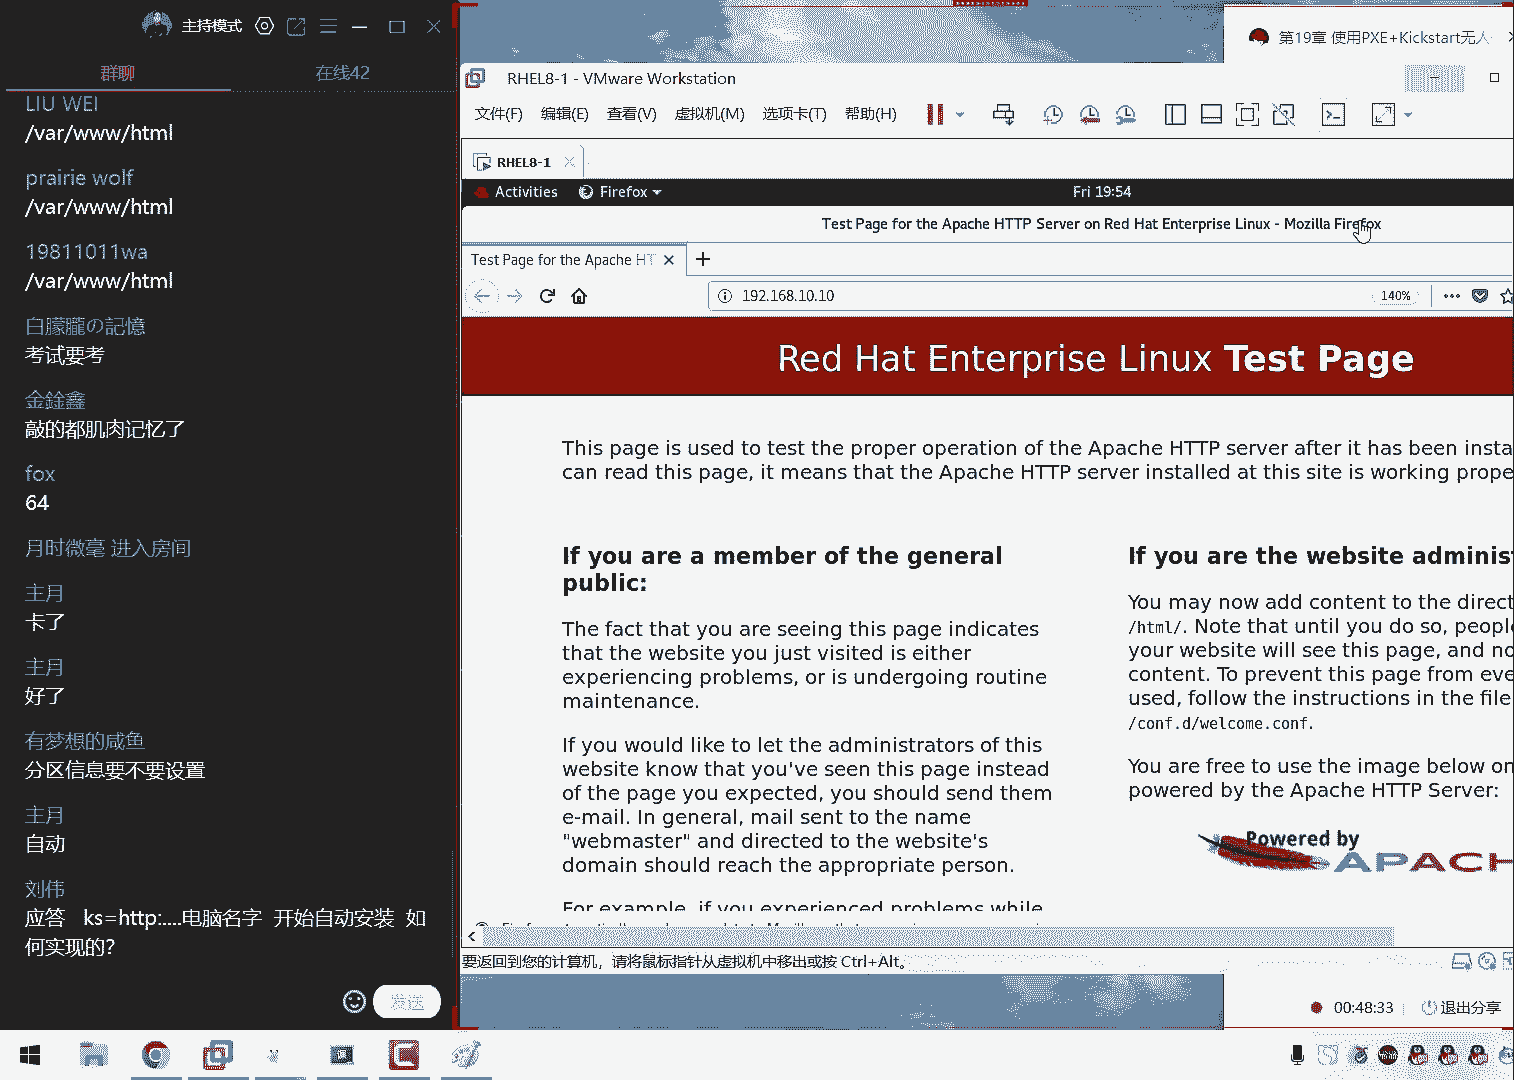 主持模式
群聊
在线42
LIU WEI
/var/www/html
prairie wolf
/var/www/html
19811011wa
/var/www/html
白朦朧の記憶
考试要考
金銓鑫
敲的都肌肉记忆了
fox
64
月时微毫 进入房间
主月
卡了
主月
好了
有梦想的咸鱼
分区信息要不要设置
主月
自动
刘伟
应答 ks=http:....电脑名字 开始自动安装 如
何实现的?
发送
第19章 使用PXE+Kickstart无人
RHEL8-1 - VMware Workstation
文件(F) 编辑(E) 查看(V) 虚拟机(M) 选项卡(T) 帮助(H)
RHEL8-1
Activities Firefox Fri 19:54
Test Page for the Apache HTTP Server on Red Hat Enterprise Linux - Mozilla Firefox
Test Page for the Apache HT
192.168.10.10 140%
Red Hat Enterprise Linux Test Page
This page is used to test the proper operation of the Apache HTTP server after it has been insta
can read this page, it means that the Apache HTTP server installed at this site is working prope
If you are a member of the general
public:
The fact that you are seeing this page indicates
that the website you just visited is either
experiencing problems, or is undergoing routine
maintenance.
If you would like to let the administrators of this
website know that you've seen this page instead
of the page you expected, you should send them
e-mail. In general, mail sent to the name
"webmaster" and directed to the website's
domain should reach the appropriate person.
For example, if you experienced problems while
If you are the website adminis
You may now add content to the direct
/html/. Note that until you do so, people
your website will see this page, and no
content. To prevent this page from eve
used, follow the instructions in the file
/conf.d/welcome.conf.
You are free to use the image below on
powered by the Apache HTTP Server:
Powered by
APACH
要返回到您的计算机，请将鼠标指针从虚拟机中移出或按 Ctrl+Alt。
00:48:33 退出分享